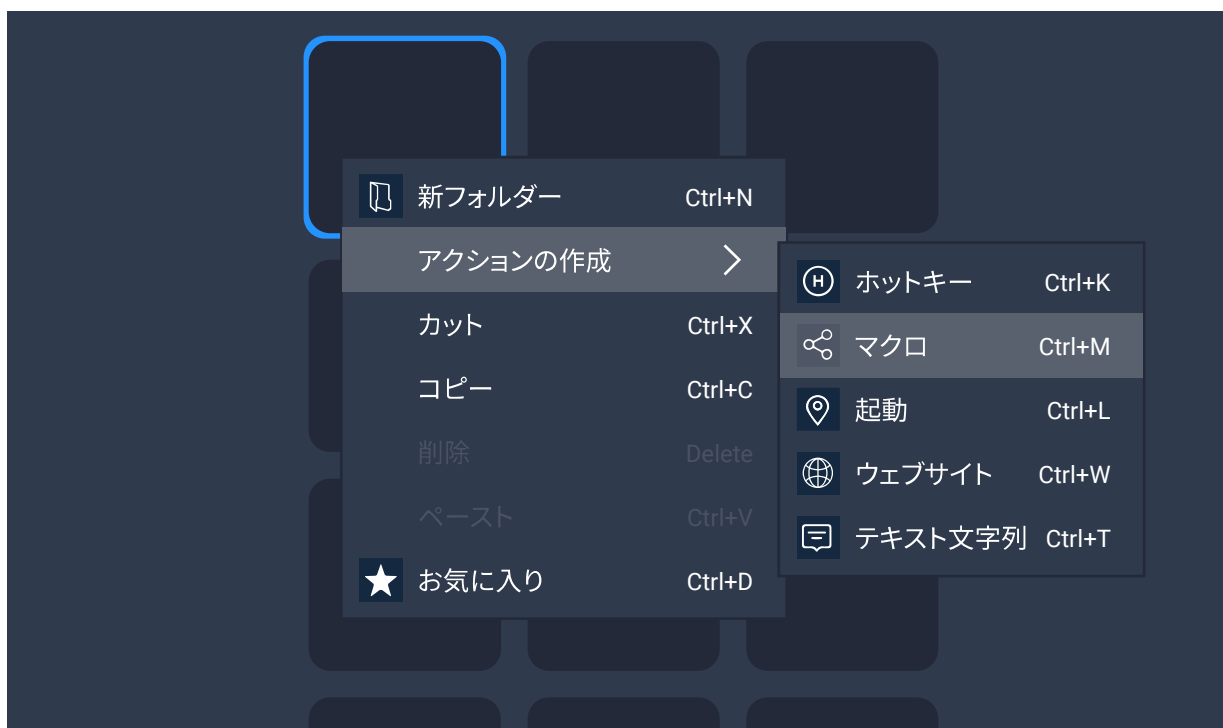 新フォルダー Ctrl+N
アクションの作成
カット Ctrl+X
コピー Ctrl+C
削除 Delete
ペースト Ctrl+V
お気に入り Ctrl+D
H ホットキー Ctrl+K
マクロ Ctrl+M
起動 Ctrl+L
ウェブサイト Ctrl+W
テキスト文字列 Ctrl+T